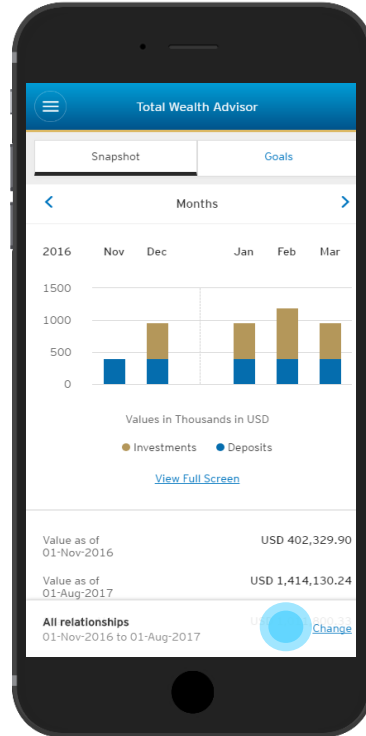 Total Wealth Advisor
Snapshot Goals
Months
2016 Nov Dec Jan Feb Mar
1500
1000
500
0
Values in Thousands in USD
Investments Deposits
View Full Screen
Value as of USD 402,329.90
01-Nov-2016
Value as of USD 1,414,130.24
01-Aug-2017
All relationships
01-Nov-2016 to 01-Aug-2017 Change